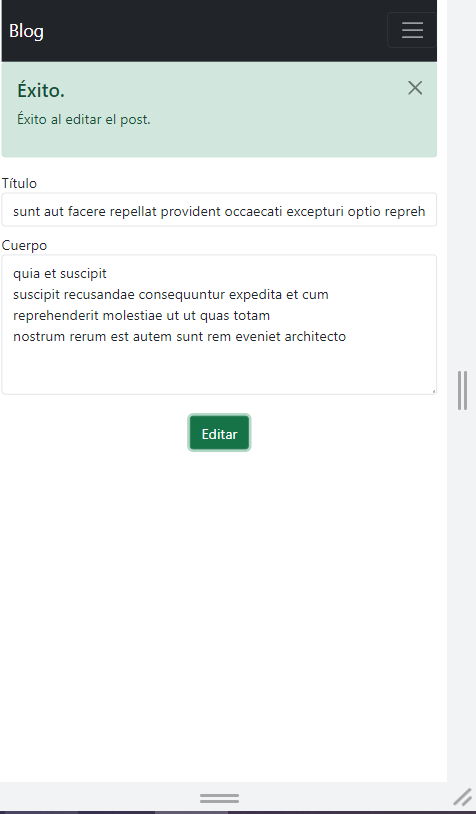 Blog
Éxito.
Éxito al editar el post.
Título
sunt aut facere repellat provident occaecati excepturi optio repreh
Cuerpo
quia et suscipit
suscipit recusandae consequuntur expedita et cum
reprehenderit molestiae ut ut quas totam
nostrum rerum est autem sunt rem eveniet architecto
Editar